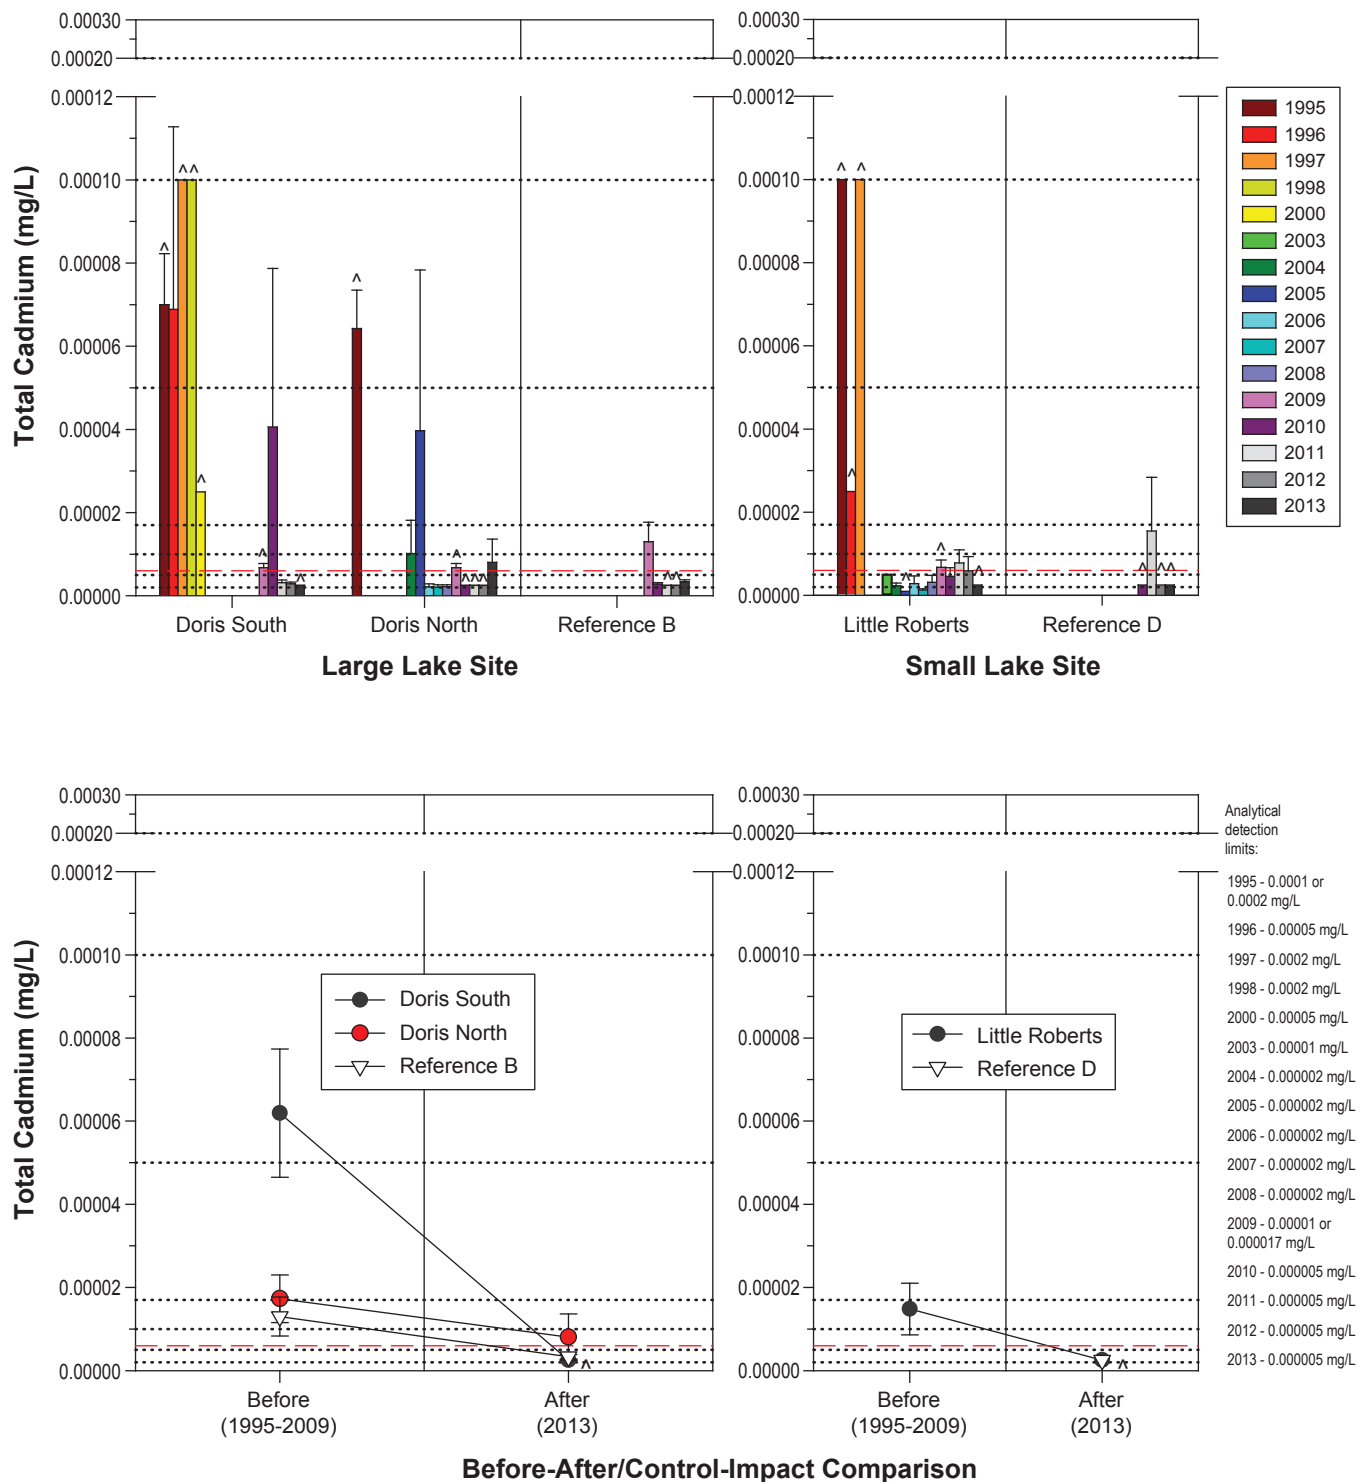 0.00030
0.00020
0.00012
0.00010
0.00008
0.00006
0.00004
0.00002
0.00000
Total Cadmium (mg/L)
^
^
^
^
^
^
^
^
^
^
^
^
^
^
Doris South
Doris North
Reference B
Large Lake Site
0.00030
0.00020
0.00012
0.00010
0.00008
0.00006
0.00004
0.00002
0.00000
^
^
^
^
^
^
^
^
^
Little Roberts
Reference D
Small Lake Site
1995
1996
1997
1998
2000
2003
2004
2005
2006
2007
2008
2009
2010
2011
2012
2013
0.00030
0.00020
0.00012
0.00010
0.00008
0.00006
0.00004
0.00002
0.00000
Total Cadmium (mg/L)
Doris South
Doris North
Reference B
^
Before
(1995-2009)
After
(2013)
0.00030
0.00020
0.00012
0.00010
0.00008
0.00006
0.00004
0.00002
0.00000
Little Roberts
Reference D
^
Before
(1995-2009)
After
(2013)
Before-After/Control-Impact Comparison
Analytical
detection
limits:
1995 - 0.0001 or
0.0002 mg/L
1996 - 0.00005 mg/L
1997 - 0.0002 mg/L
1998 - 0.0002 mg/L
2000 - 0.00005 mg/L
2003 - 0.00001 mg/L
2004 - 0.000002 mg/L
2005 - 0.000002 mg/L
2006 - 0.000002 mg/L
2007 - 0.000002 mg/L
2008 - 0.000002 mg/L
2009 - 0.00001 or
0.000017 mg/L
2010 - 0.000005 mg/L
2011 - 0.000005 mg/L
2012 - 0.000005 mg/L
2013 - 0.000005 mg/L